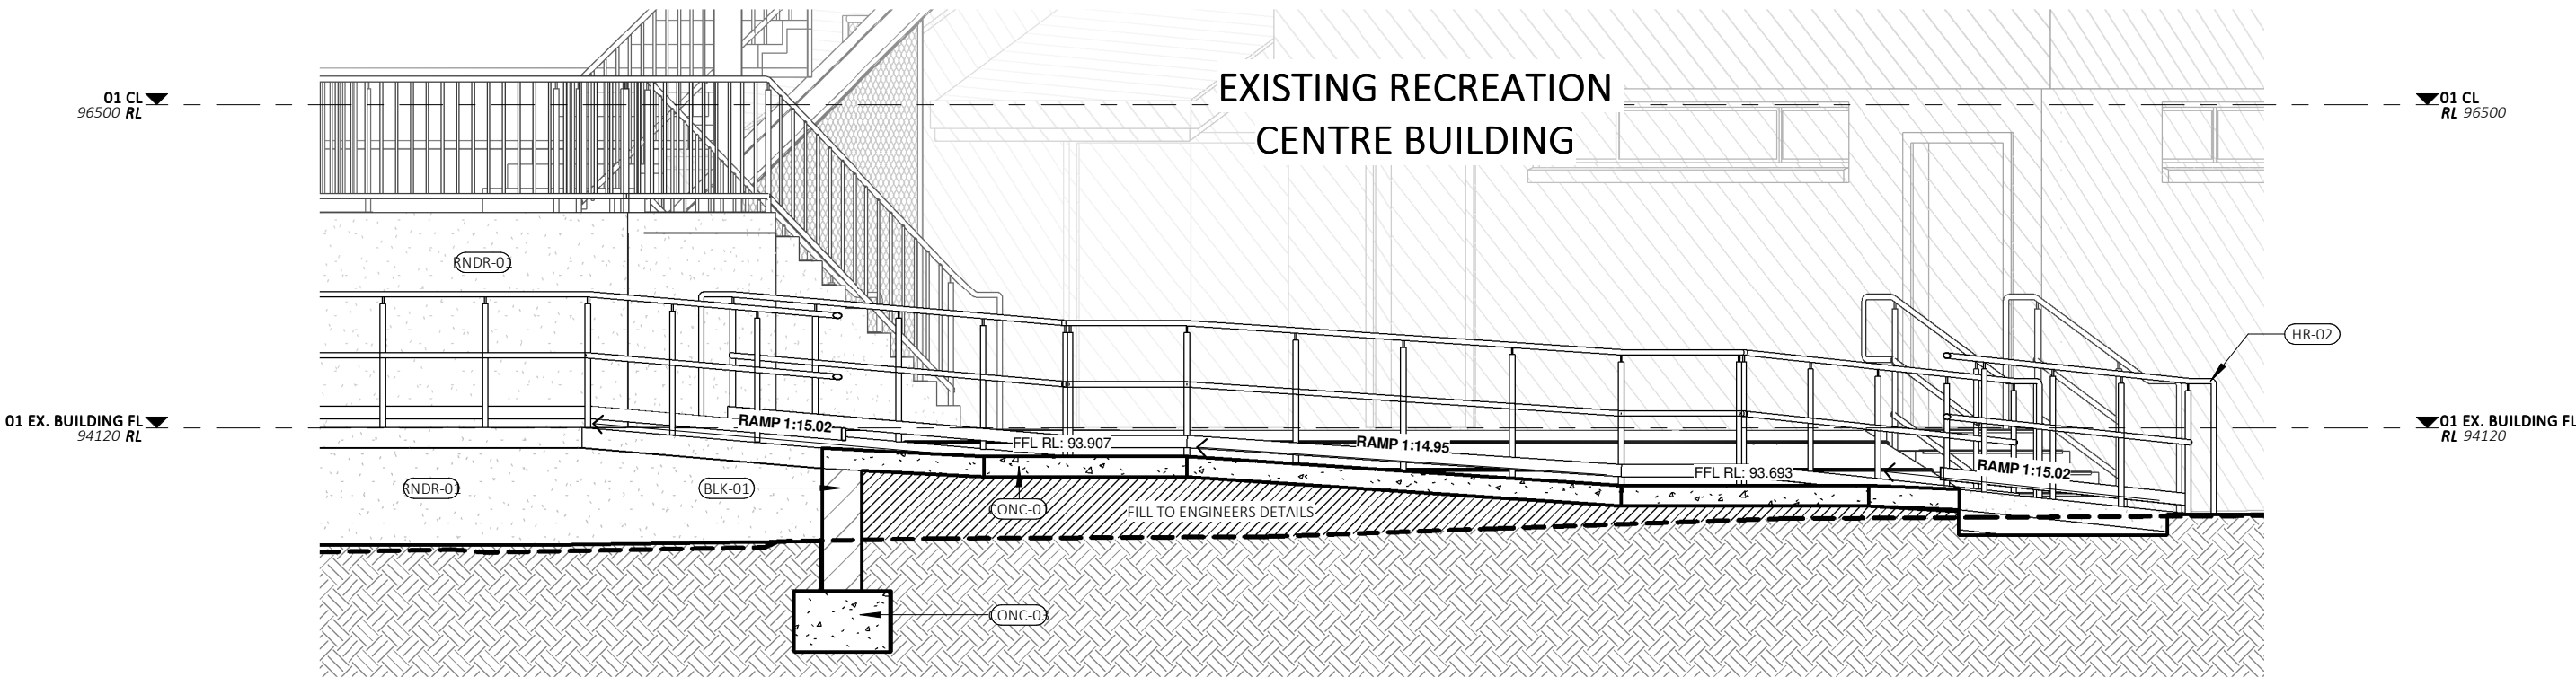 EXISTING RECREATION
CENTRE BUILDING
01 CL
96500 RL
01 CL
RL 96500
RNDR-01
HR-02
01 EX. BUILDING FL
94120 RL
01 EX. BUILDING FL
RL 94120
RAMP 1:15.02
FFL RL: 93.907
RAMP 1:14.95
FFL RL: 93.693
RAMP 1:15.02
RNDR-01
BLK-01
CONC-01
FILL TO ENGINEERS DETAILS
CONC-03